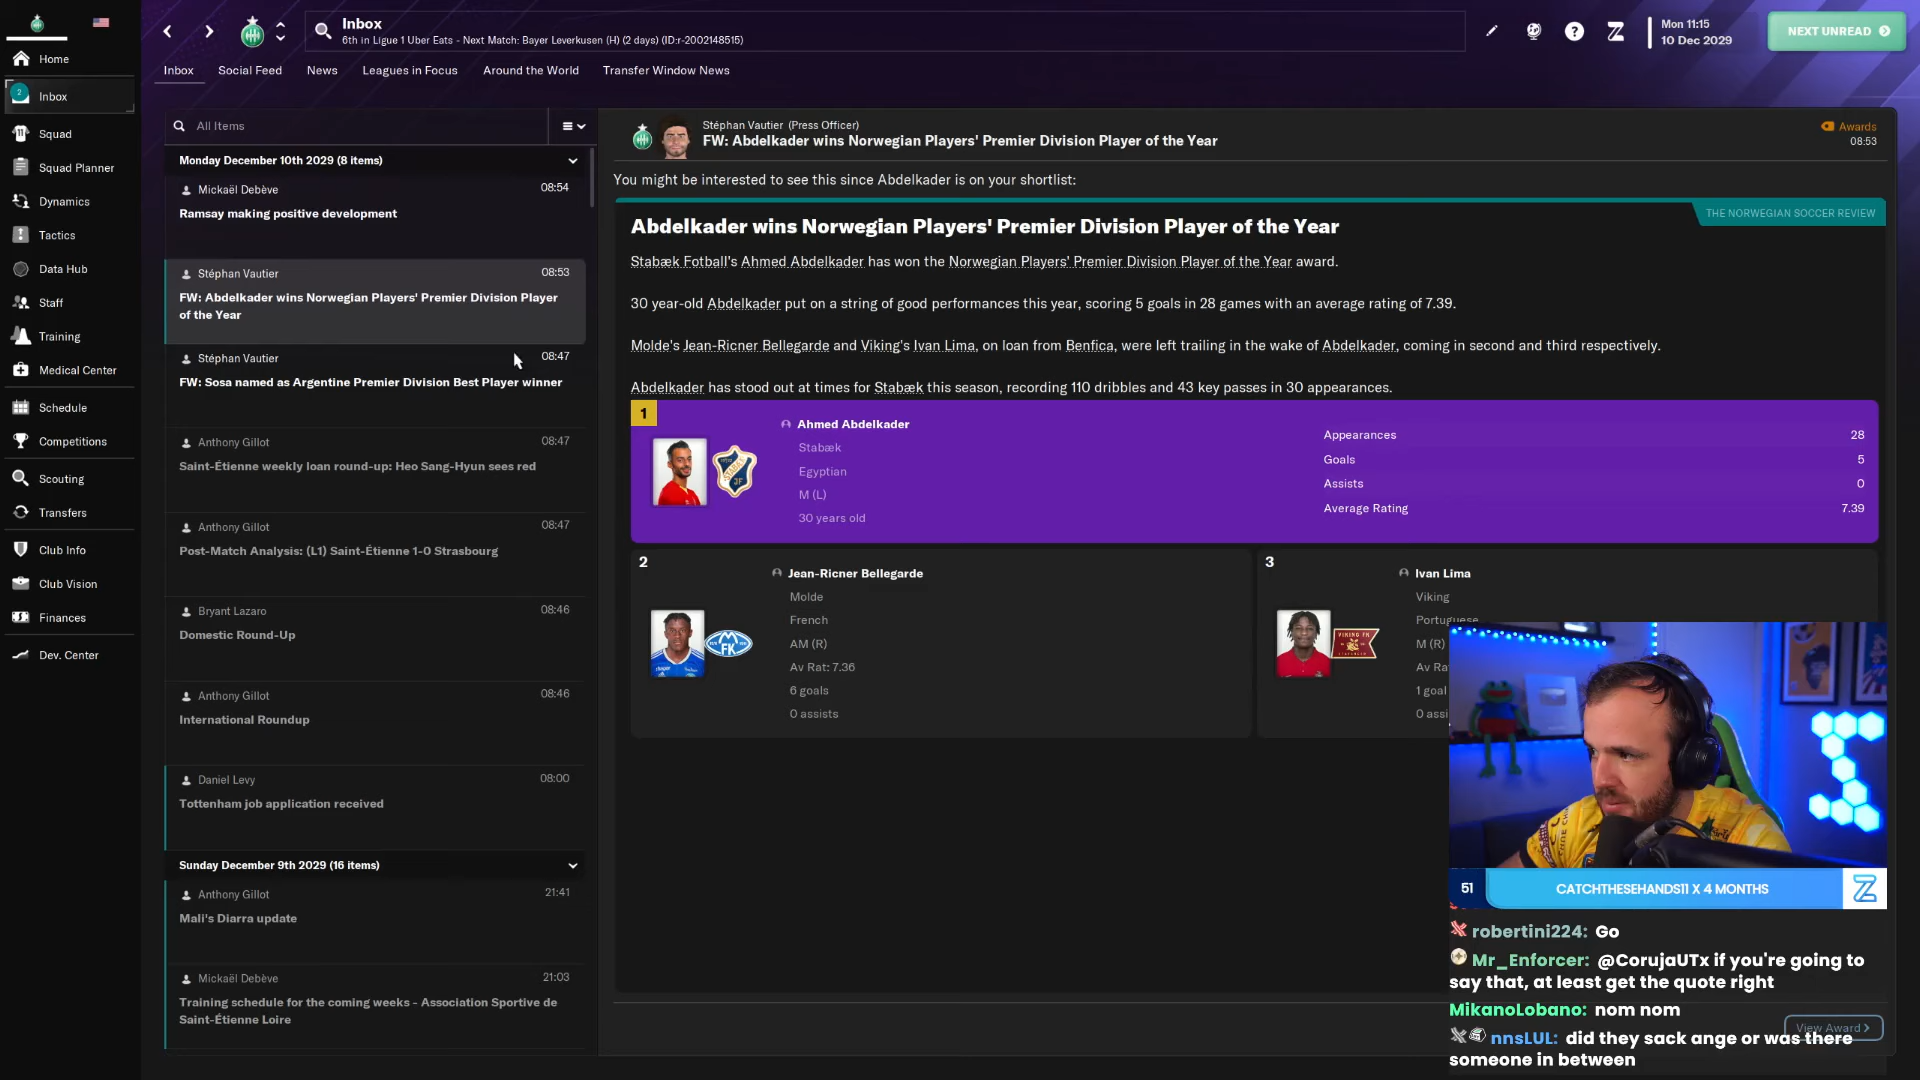 Inbox
6th in Ligue 1 Uber Eats - Next Match: Bayer Leverkusen (H) (2 days) (ID:r-2002148515)
Mon 11:15
10 Dec 2029
NEXT UNREAD
Home
2
Inbox
Squad
Squad Planner
Dynamics
Tactics
Data Hub
Staff
Training
Medical Center
Schedule
Competitions
Scouting
Transfers
Club Info
Club Vision
Finances
Dev. Center
Inbox
Social Feed
News
Leagues in Focus
Around the World
Transfer Window News
All Items
Monday December 10th 2029 (8 items)
Mickaël Debève
08:54
Ramsay making positive development
Stéphan Vautier
08:53
FW: Abdelkader wins Norwegian Players' Premier Division Player
of the Year
Stéphan Vautier
08:47
FW: Sosa named as Argentine Premier Division Best Player winner
Anthony Gillot
08:47
Saint-Étienne weekly loan round-up: Heo Sang-Hyun sees red
Anthony Gillot
08:47
Post-Match Analysis: (L1) Saint-Étienne 1-0 Strasbourg
Bryant Lazaro
08:46
Domestic Round-Up
Anthony Gillot
08:46
International Roundup
Daniel Levy
08:00
Tottenham job application received
Sunday December 9th 2029 (16 items)
Anthony Gillot
21:41
Mali's Diarra update
Mickaël Debève
21:03
Training schedule for the coming weeks - Association Sportive de
Saint-Étienne Loire
Stéphan Vautier (Press Officer)
FW: Abdelkader wins Norwegian Players' Premier Division Player of the Year
Awards
08:53
You might be interested to see this since Abdelkader is on your shortlist:
THE NORWEGIAN SOCCER REVIEW
Abdelkader wins Norwegian Players' Premier Division Player of the Year
Stabæk Fotball's Ahmed Abdelkader has won the Norwegian Players' Premier Division Player of the Year award.
30 year-old Abdelkader put on a string of good performances this year, scoring 5 goals in 28 games with an average rating of 7.39.
Molde's Jean-Ricner Bellegarde and Viking's Ivan Lima, on loan from Benfica, were left trailing in the wake of Abdelkader, coming in second and third respectively.
Abdelkader has stood out at times for Stabæk this season, recording 110 dribbles and 43 key passes in 30 appearances.
1
Ahmed Abdelkader
Stabæk
Egyptian
M (L)
30 years old
Appearances 28
Goals 5
Assists 0
Average Rating 7.39
2
Jean-Ricner Bellegarde
Molde
French
AM (R)
Av Rat: 7.36
6 goals
0 assists
3
Ivan Lima
Viking
Portuguese
M (R)
Av Ra
1 goal
0 assi
51
CATCHTHESEHANDS11 X 4 MONTHS
robertini224: Go
Mr_Enforcer: @CorujaUTx if you're going to
say that, at least get the quote right
MikanoLobano: nom nom
View Award
nnsLUL: did they sack ange or was there
someone in between